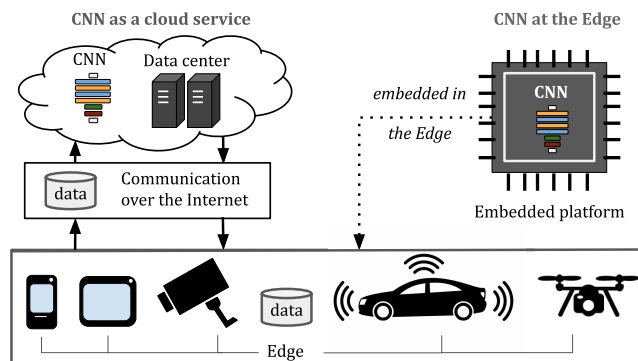 CNN as a cloud service
CNN at the Edge
CNN
Data center
CNN
embedded in
the Edge
data
Communication
over the Internet
Embedded platform
data
Edge